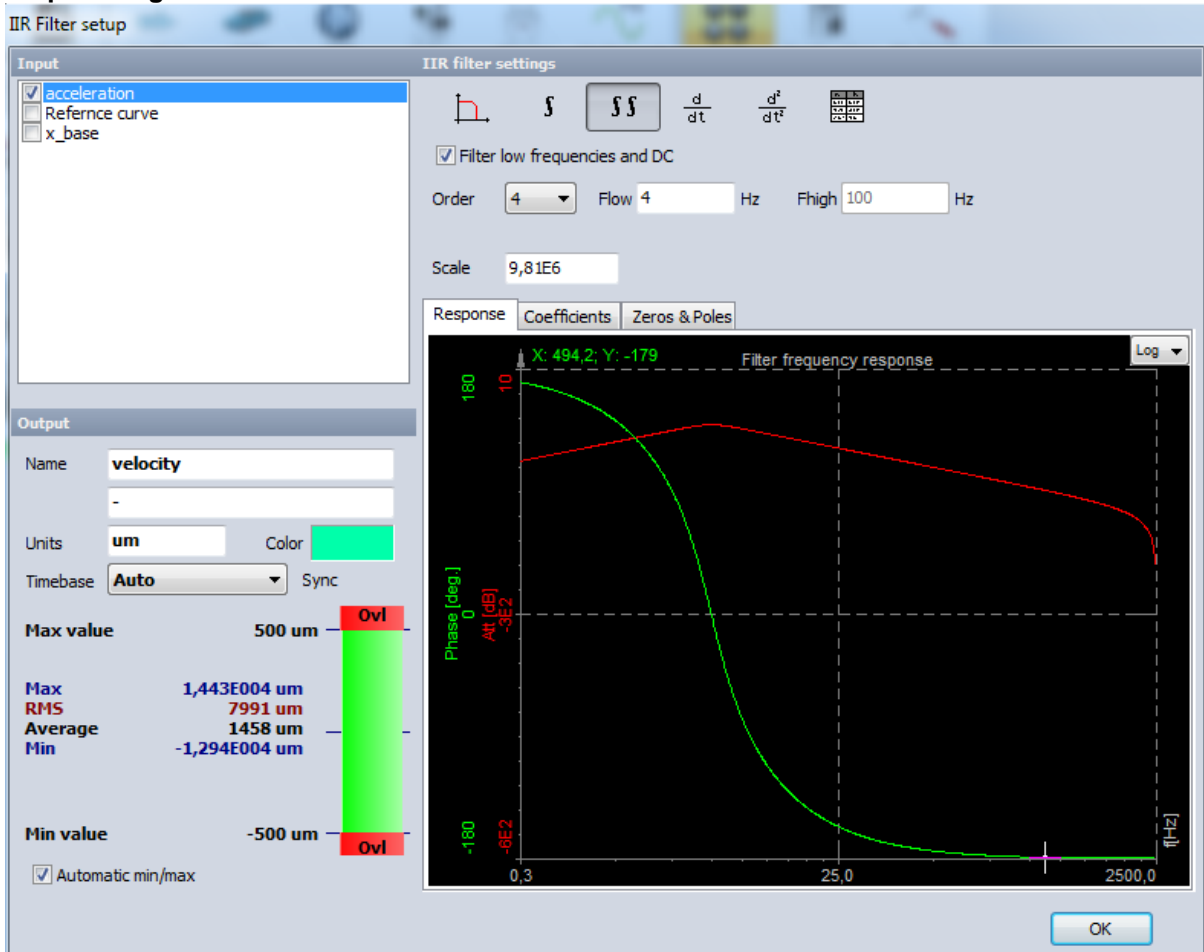 IIR Filter setup
Input
acceleration
Refernce curve
x_base
IIR filter settings
∫ ∫∫ d/dt d²/dt²
Filter low frequencies and DC
Order 4 Flow 4 Hz Fhigh 100 Hz
Scale 9,81E6
Response Coefficients Zeros & Poles
X: 494,2; Y: -179 Filter frequency response Log
180 10
Phase [deg.] 0
Att [dB] -3E2
-180 -6E2
0,3 25,0 2500,0 f[Hz]
Output
Name velocity
-
Units um Color
Timebase Auto Sync
Ovl
Max value 500 um
Max 1,443E004 um
RMS 7991 um
Average 1458 um
Min -1,294E004 um
Min value -500 um
Ovl
Automatic min/max
OK